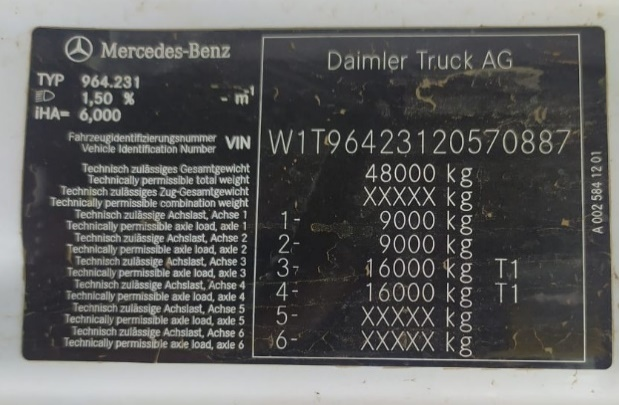 Mercedes-Benz
Daimler Truck AG
TYP 964.231
1,50 % - m-1
iHA= 6,000
Fahrzeugidentifizierungsnummer
Vehicle Identification Number VIN W1T96423120570887
Technisch zulässiges Gesamtgewicht
Technically permissible total weight 48000 kg
Technisch zulässiges Zug-Gesamtgewicht
Technically permissible combination weight XXXXX kg
Technisch zulässige Achslast, Achse 1
Technically permissible axle load, axle 1 1- 9000 kg
Technisch zulässige Achslast, Achse 2
Technically permissible axle load, axle 2 2- 9000 kg
Technisch zulässige Achslast, Achse 3
Technically permissible axle load, axle 3 3- 16000 kg T1
Technisch zulässige Achslast, Achse 4
Technically permissible axle load, axle 4 4- 16000 kg T1
Technisch zulässige Achslast, Achse 5
Technically permissible axle load, axle 5 5- XXXXX kg
Technisch zulässige Achslast, Achse 6
Technically permissible axle load, axle 6 6- XXXXX kg
A 002 584 12 01